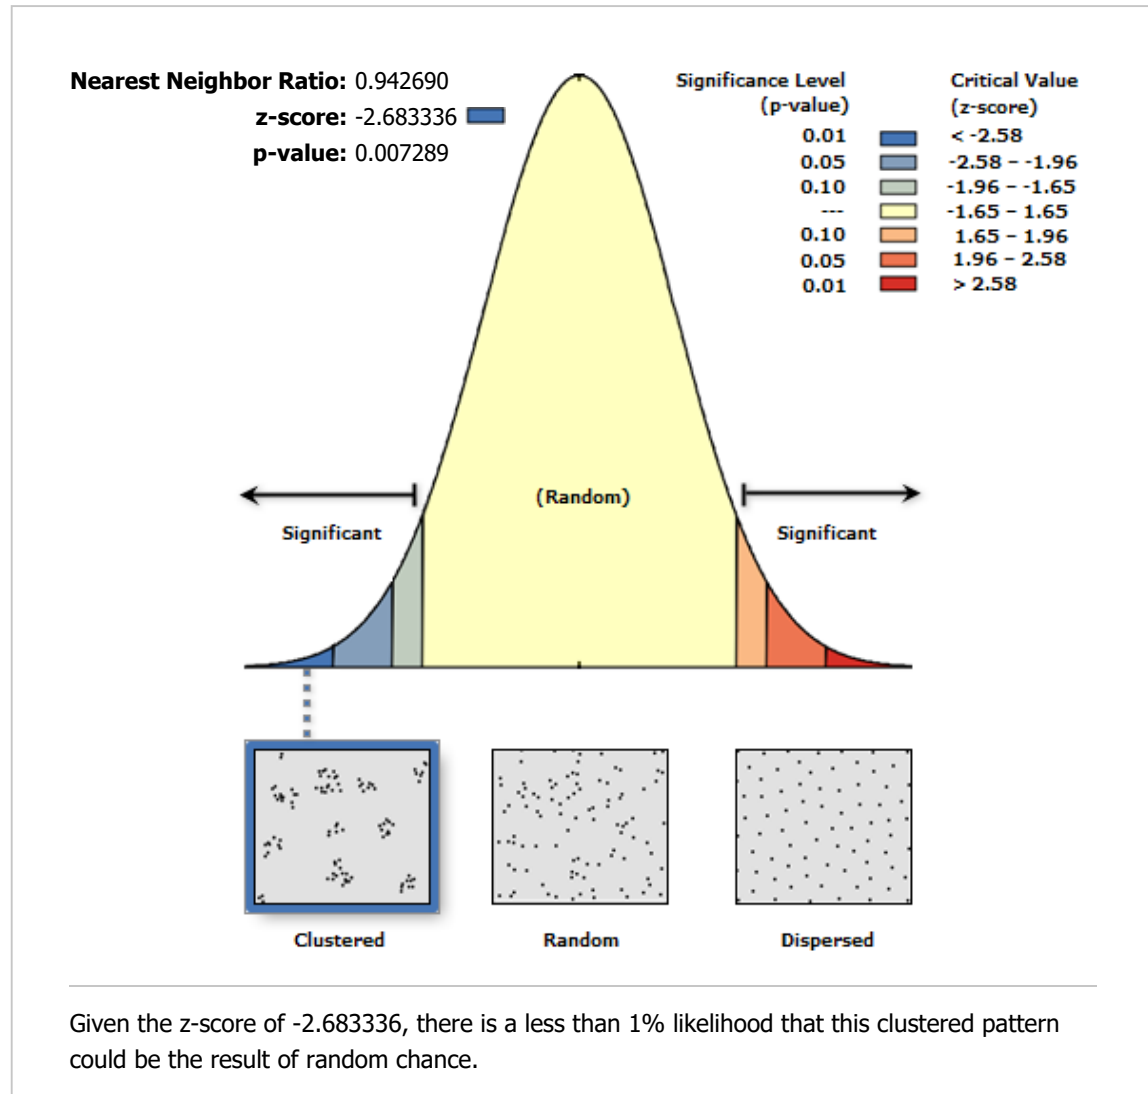 Nearest Neighbor Ratio: 0.942690
z-score: -2.683336
p-value: 0.007289
Significance Level Critical Value
(p-value) (z-score)
0.01 < -2.58
0.05 -2.58 – -1.96
0.10 -1.96 – -1.65
--- -1.65 – 1.65
0.10 1.65 – 1.96
0.05 1.96 – 2.58
0.01 > 2.58
(Random)
Significant Significant
Clustered Random Dispersed
Given the z-score of -2.683336, there is a less than 1% likelihood that this clustered pattern
could be the result of random chance.